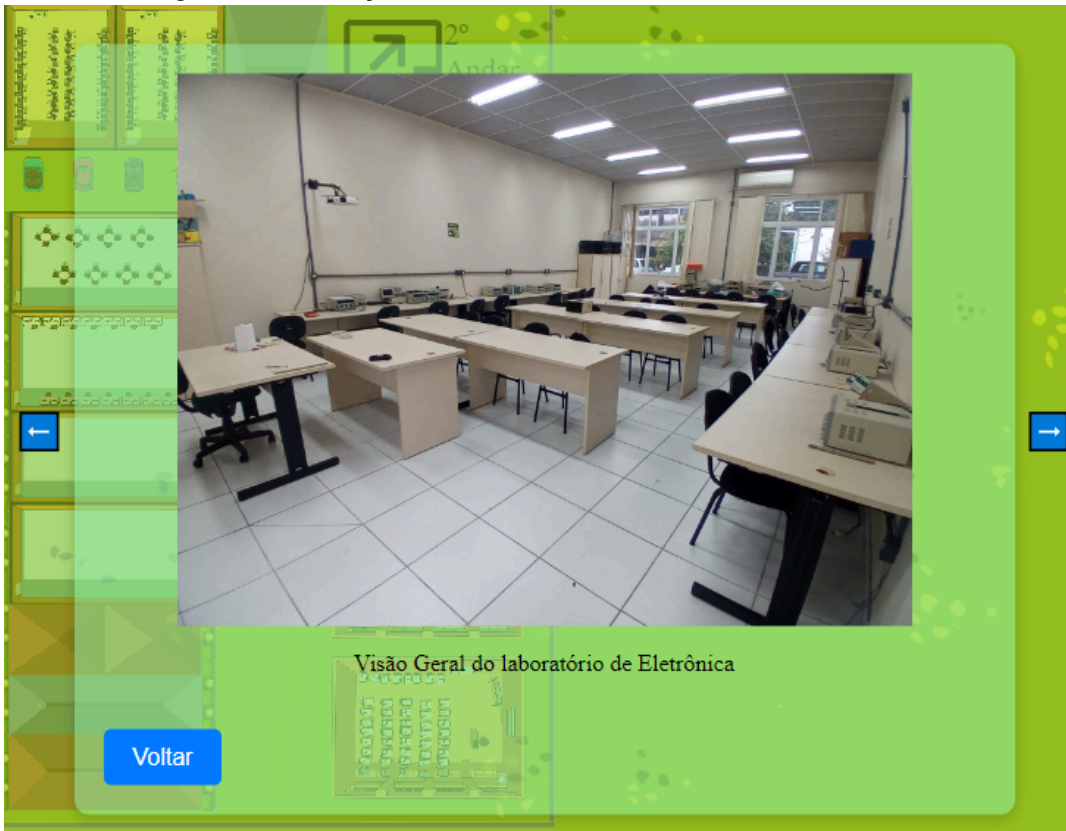 2º
Andar
←
→
Visão Geral do laboratório de Eletrônica
Voltar